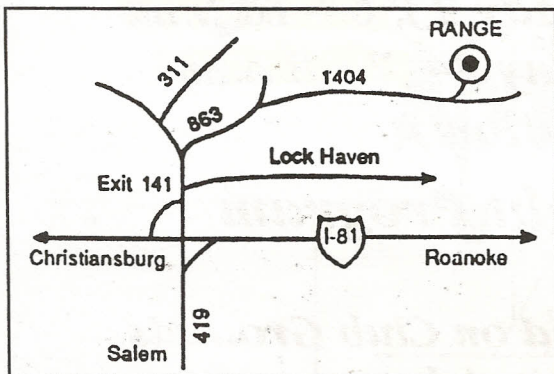 RANGE
311
1404
863
Lock Haven
Exit 141
I-81
Christiansburg
Roanoke
419
Salem